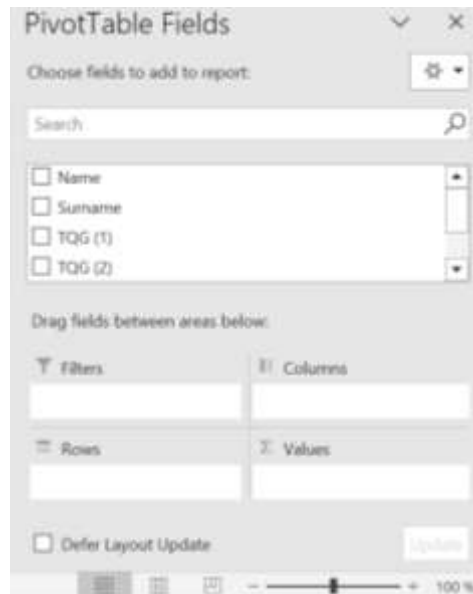 PivotTable Fields
Choose fields to add to report:
Search
Name
Surname
TQG (1)
TQG (2)
Drag fields between areas below:
Filters
Columns
Rows
Values
Defer Layout Update
Update
100 %